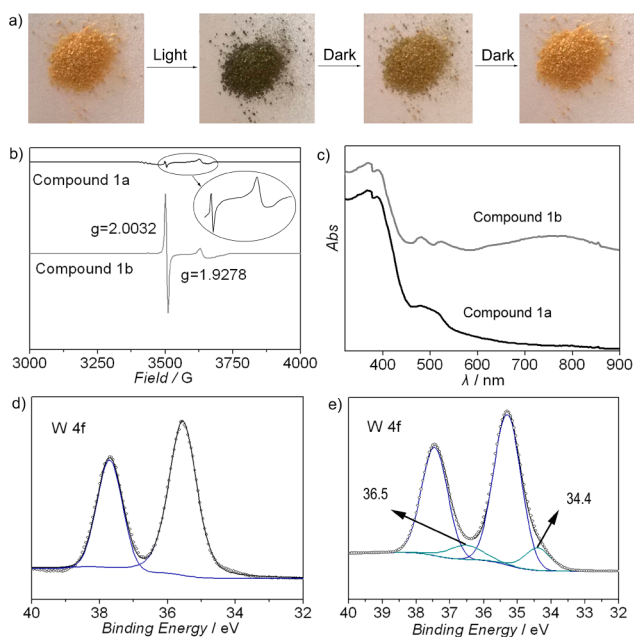 a)
Light
Dark
Dark
b)
Compound 1a
g=2.0032
Compound 1b
g=1.9278
3000 3250 3500 3750 4000
Field / G
c)
Abs
Compound 1b
Compound 1a
400 500 600 700 800 900
λ / nm
d)
W 4f
40 38 36 34 32
Binding Energy / eV
e)
W 4f
36.5
34.4
40 39 38 37 36 35 34 33 32
Binding Energy / eV